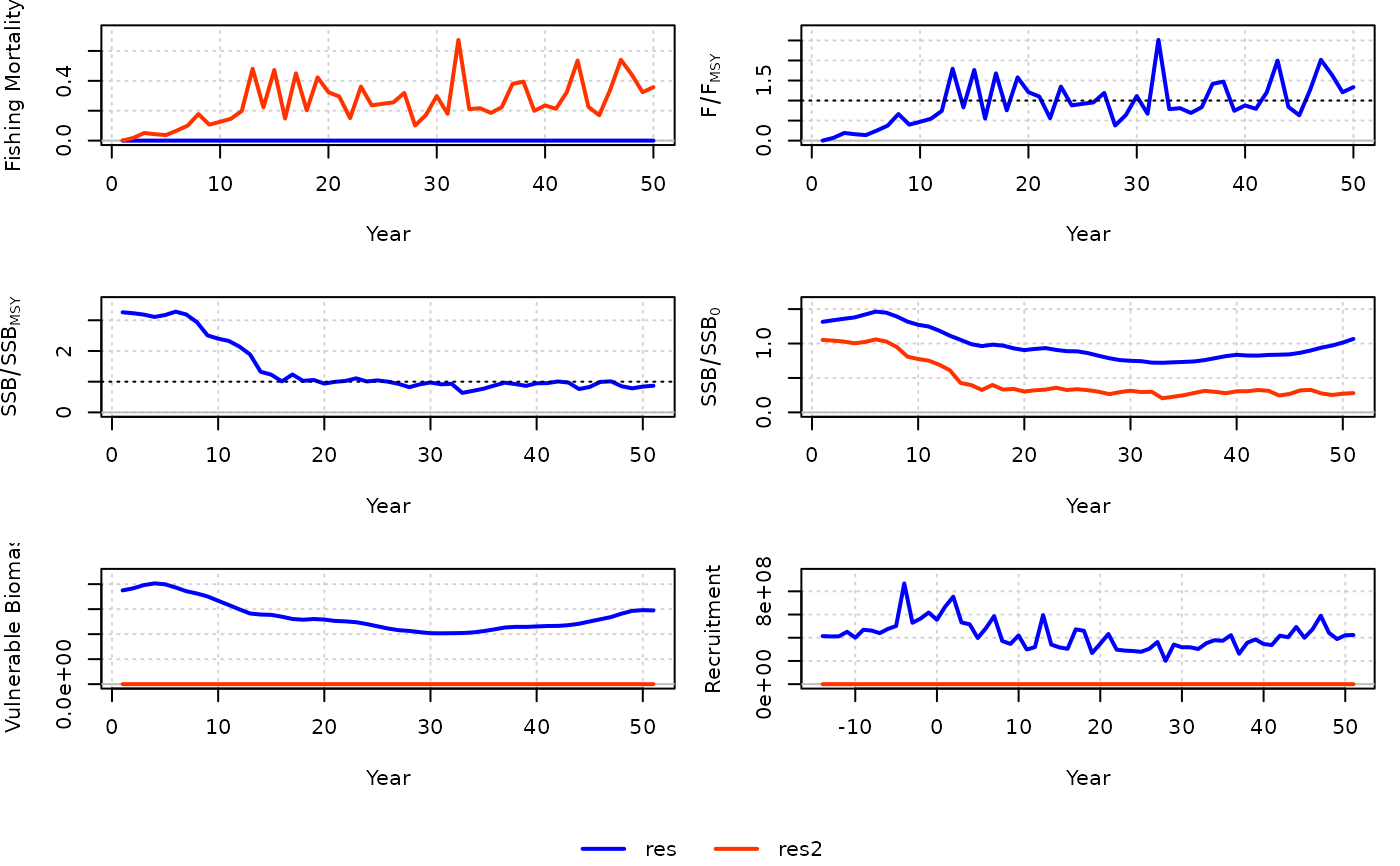 Fishing Mortality
0.0
0.4
0 10 20 30 40 50
Year
F/F_MSY
0.0
1.5
0 10 20 30 40 50
Year
SSB/SSB_MSY
0
2
0 10 20 30 40 50
Year
SSB/SSB_0
0.0
1.0
0 10 20 30 40 50
Year
Vulnerable Biomas
0.0e+00
0 10 20 30 40 50
Year
Recruitment
0e+00
8e+08
-10 0 10 20 30 40 50
Year
res res2